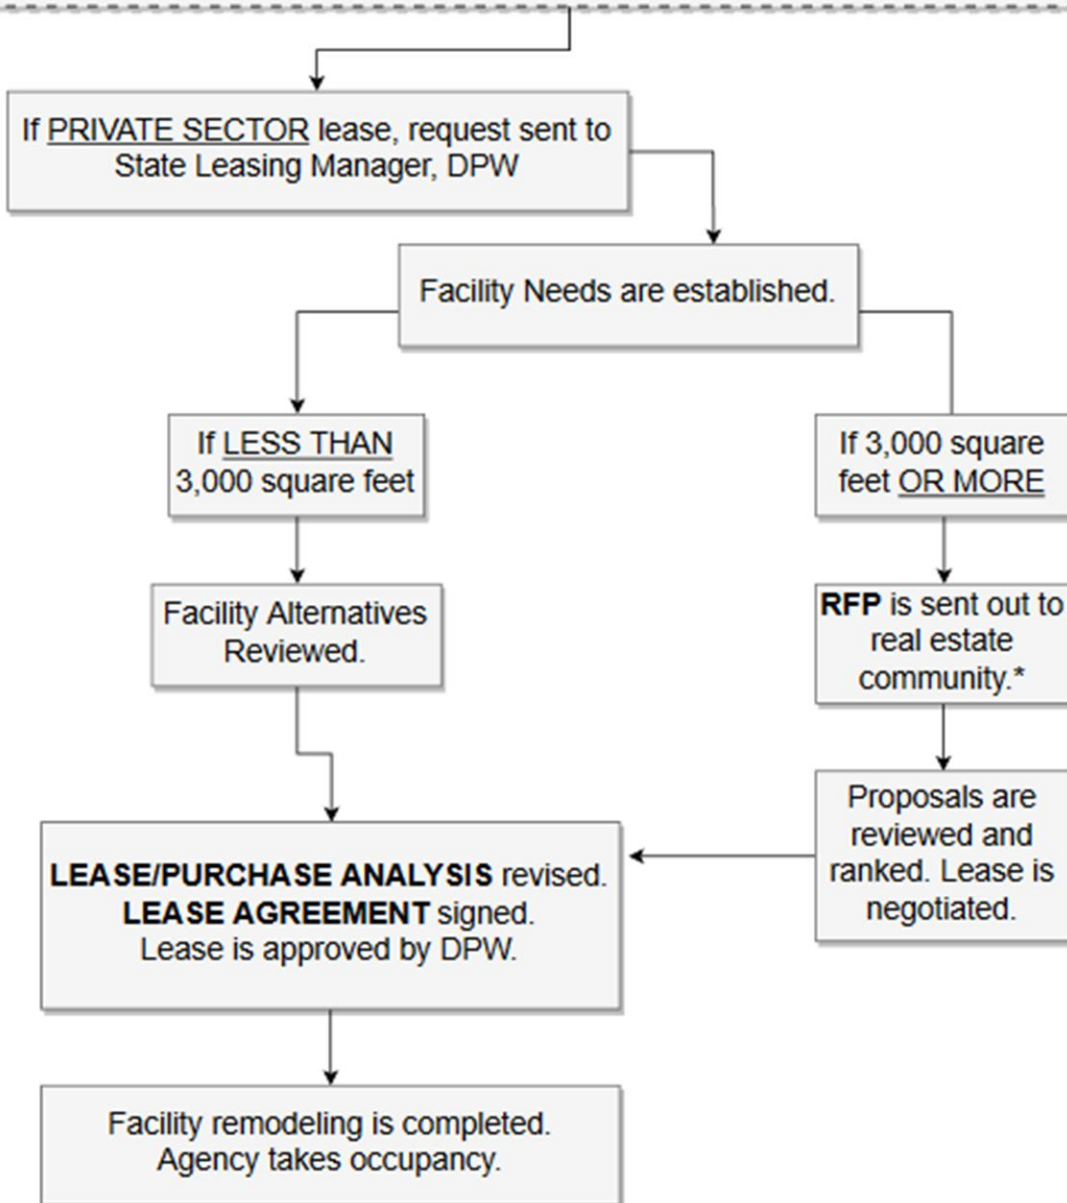 If PRIVATE SECTOR lease, request sent to
State Leasing Manager, DPW
Facility Needs are established.
If LESS THAN
3,000 square feet
If 3,000 square
feet OR MORE
Facility Alternatives
Reviewed.
RFP is sent out to
real estate
community.*
Proposals are
reviewed and
ranked. Lease is
negotiated.
LEASE/PURCHASE ANALYSIS revised.
LEASE AGREEMENT signed.
Lease is approved by DPW.
Facility remodeling is completed.
Agency takes occupancy.